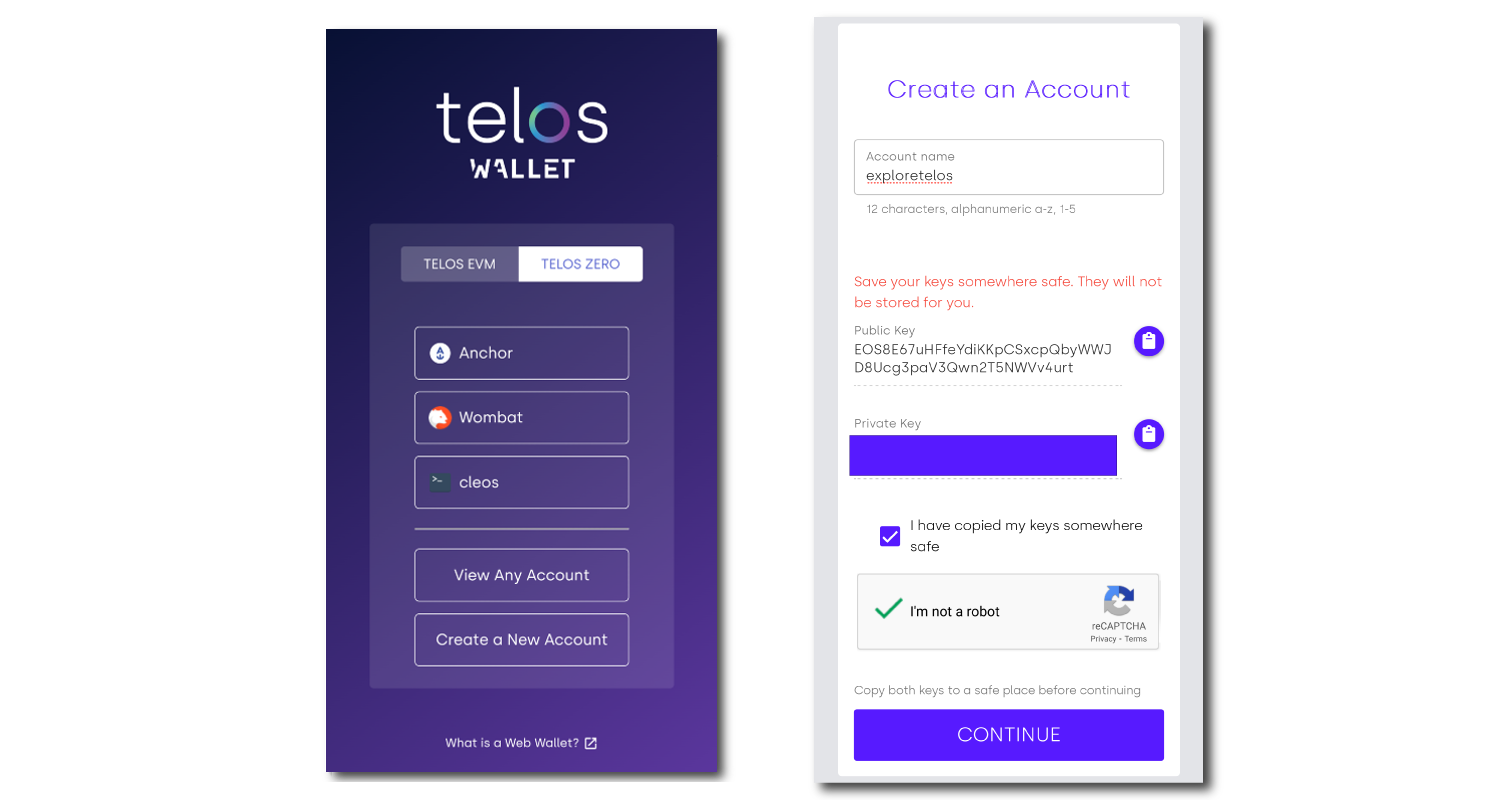 telos
WALLET
TELOS EVM
TELOS ZERO
Anchor
Wombat
cleos
View Any Account
Create a New Account
What is a Web Wallet?
Create an Account
Account name
exploretelos
12 characters, alphanumeric a-z, 1-5
Save your keys somewhere safe. They will not
be stored for you.
Public Key
EOS8E67uHFfeYdiKKpCSxcpQbyWWJ
D8Ucg3paV3Qwn2T5NWVv4urt
Private Key
I have copied my keys somewhere
safe
I'm not a robot
reCAPTCHA
Privacy - Terms
Copy both keys to a safe place before continuing
CONTINUE